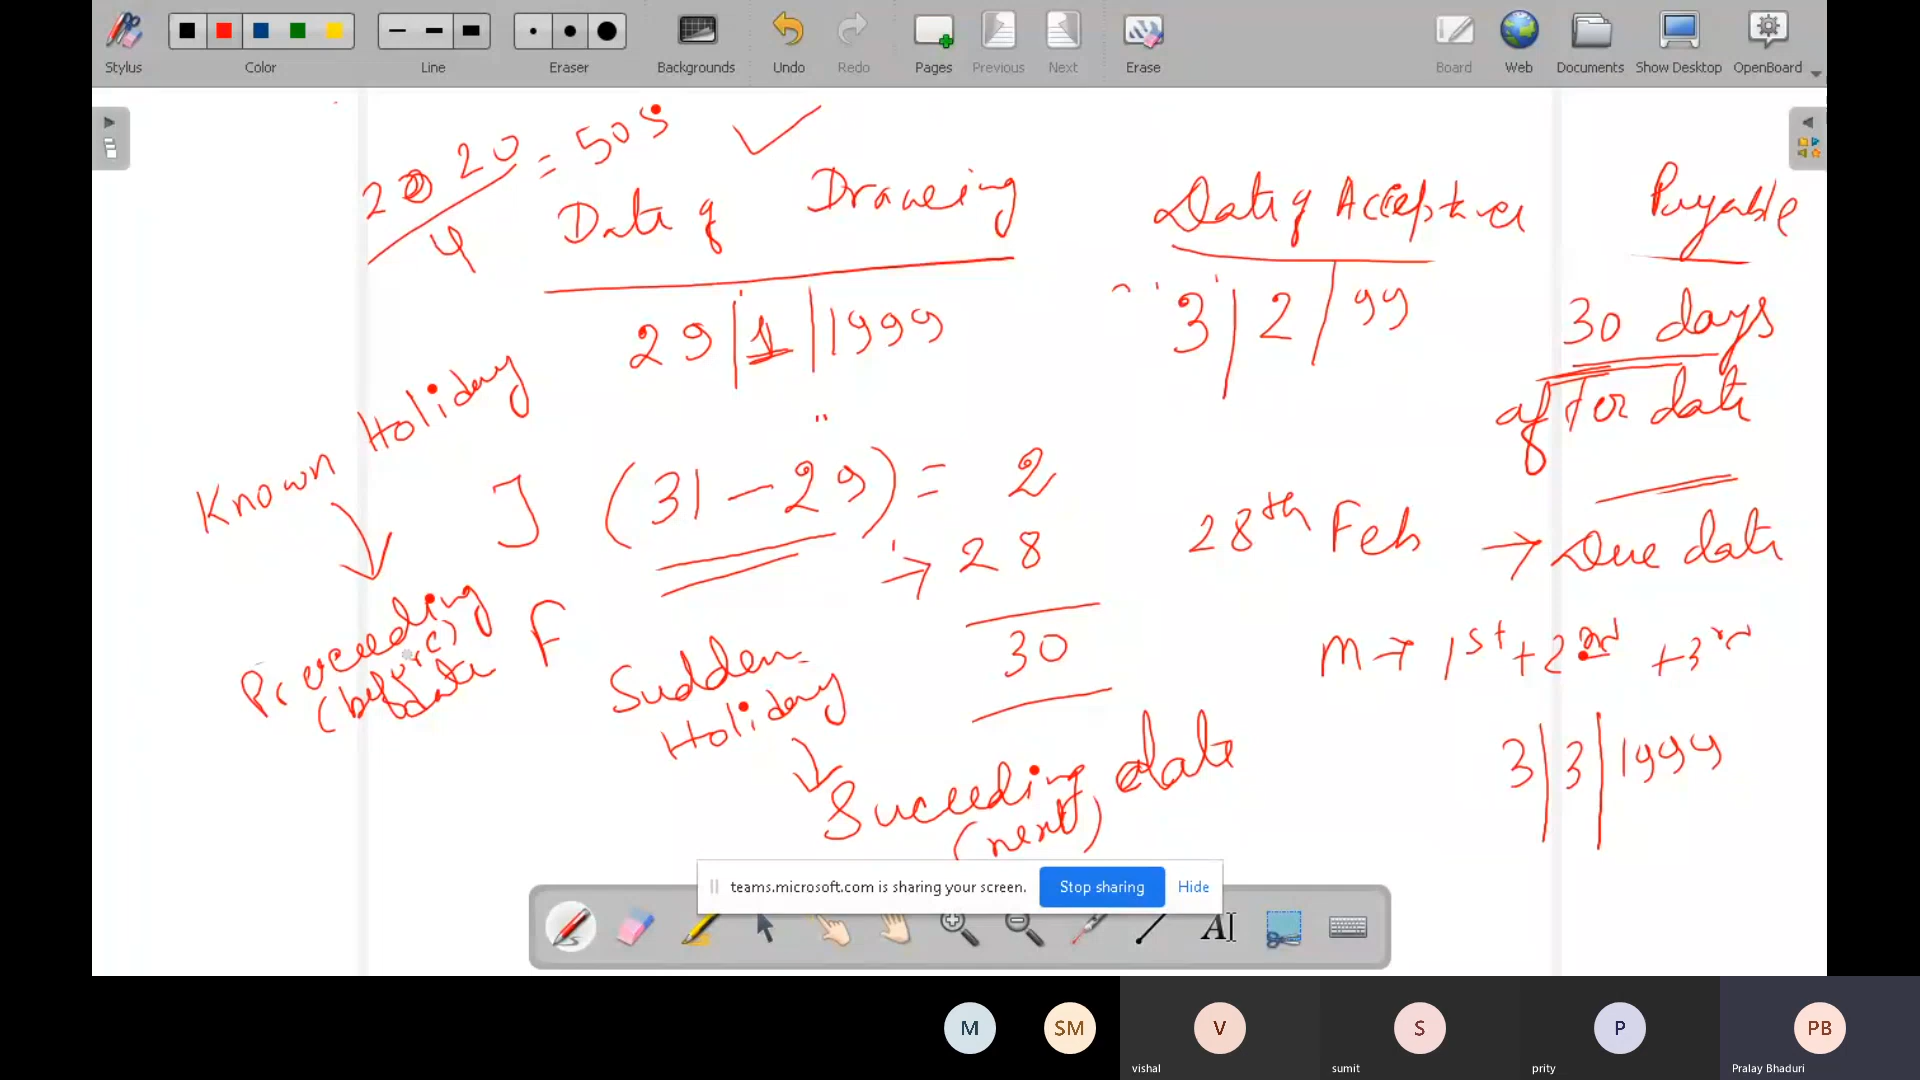 Stylus
Color
Line
Eraser
Backgrounds
Undo
Redo
Pages
Previous
Next
Erase
Board
Web
Documents
Show Desktop
OpenBoard
2020/4 = 505
Date of Drawing
Date of Acceptance
Payable
29|1|1999
3|2|99
30 days
after date
Known Holiday
J (31-29) = 2
→ 28
30
F
28th Feb → Due date
Preceeding
(before)
date
Sudden
Holiday
Succeeding date
(next)
M → 1st + 2nd + 3rd
3|3|1999
teams.microsoft.com is sharing your screen.
Stop sharing
Hide
A
M
SM
V
S
P
PB
vishal
sumit
prity
Pralay Bhaduri